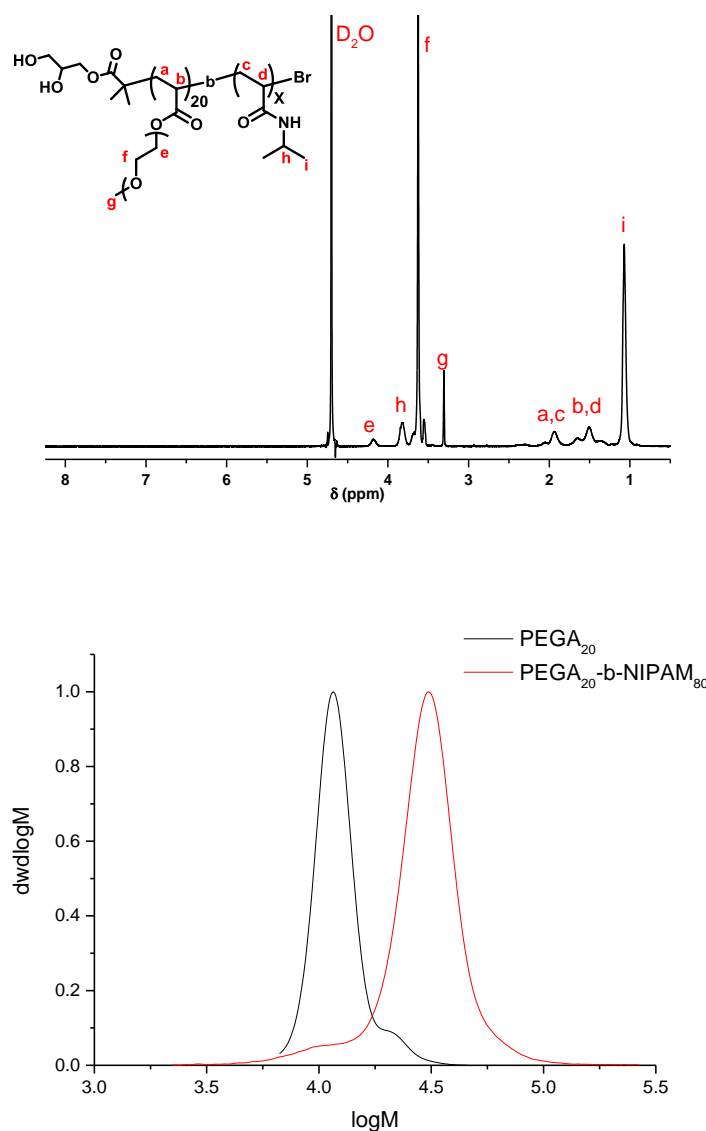 D₂O
f
HO
OH
O
O
a
b
20
b
c
d
X
Br
O
O
O
NH
e
f
h
i
O
g
i
g
h
e
a,c
b,d
8 7 6 5 4 3 2 1
δ (ppm)
PEGA₂₀
PEGA₂₀-b-NIPAM₈₀
1.0
0.8
0.6
0.4
0.2
0.0
dwdlogM
3.0 3.5 4.0 4.5 5.0 5.5
logM